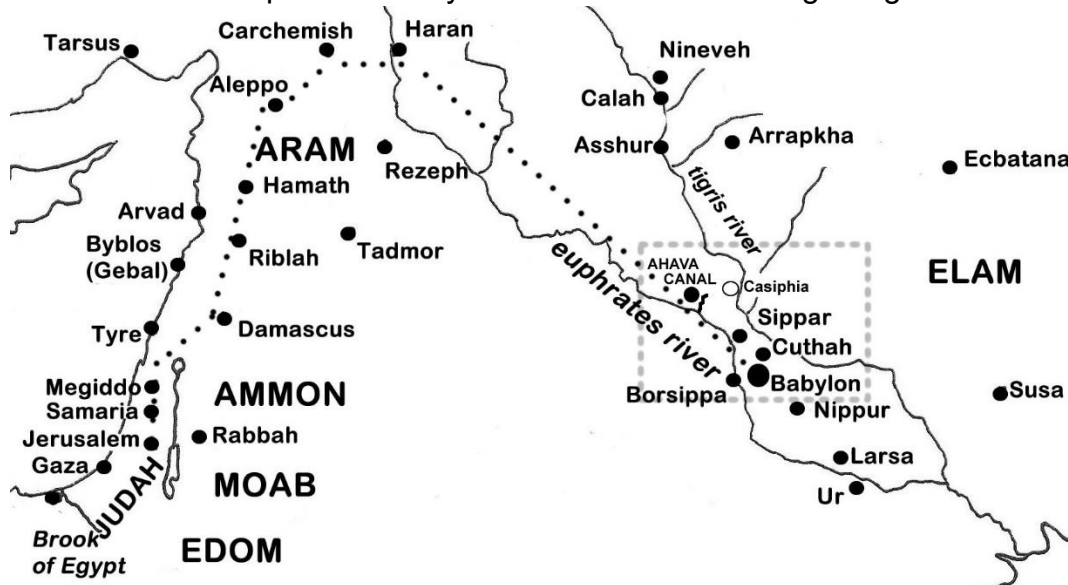 Tarsus
Carchemish
Haran
Nineveh
Aleppo
Calah
ARAM
Asshur
Arrapkha
Rezeph
Ecbatana
Hamath
tigris river
Arvad
Byblos
(Gebal)
Riblah
Tadmor
euphrates river
AHAVA
CANAL
Casiphia
ELAM
Tyre
Damascus
Sippar
Cuthah
Megiddo
Samaria
AMMON
Borsippa
Babylon
Susa
Jerusalem
Rabbah
Nippur
Gaza
JUDAH
MOAB
Larsa
Ur
Brook
of Egypt
EDOM